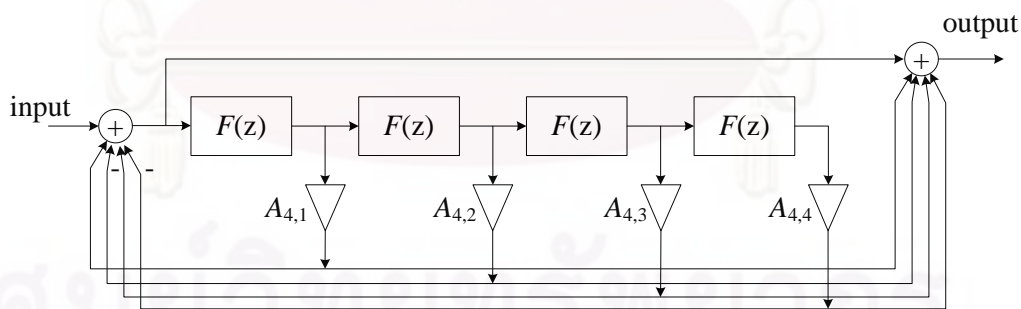 output
+
input
+
F(z) F(z) F(z) F(z)
- -
A4,1 A4,2 A4,3 A4,4